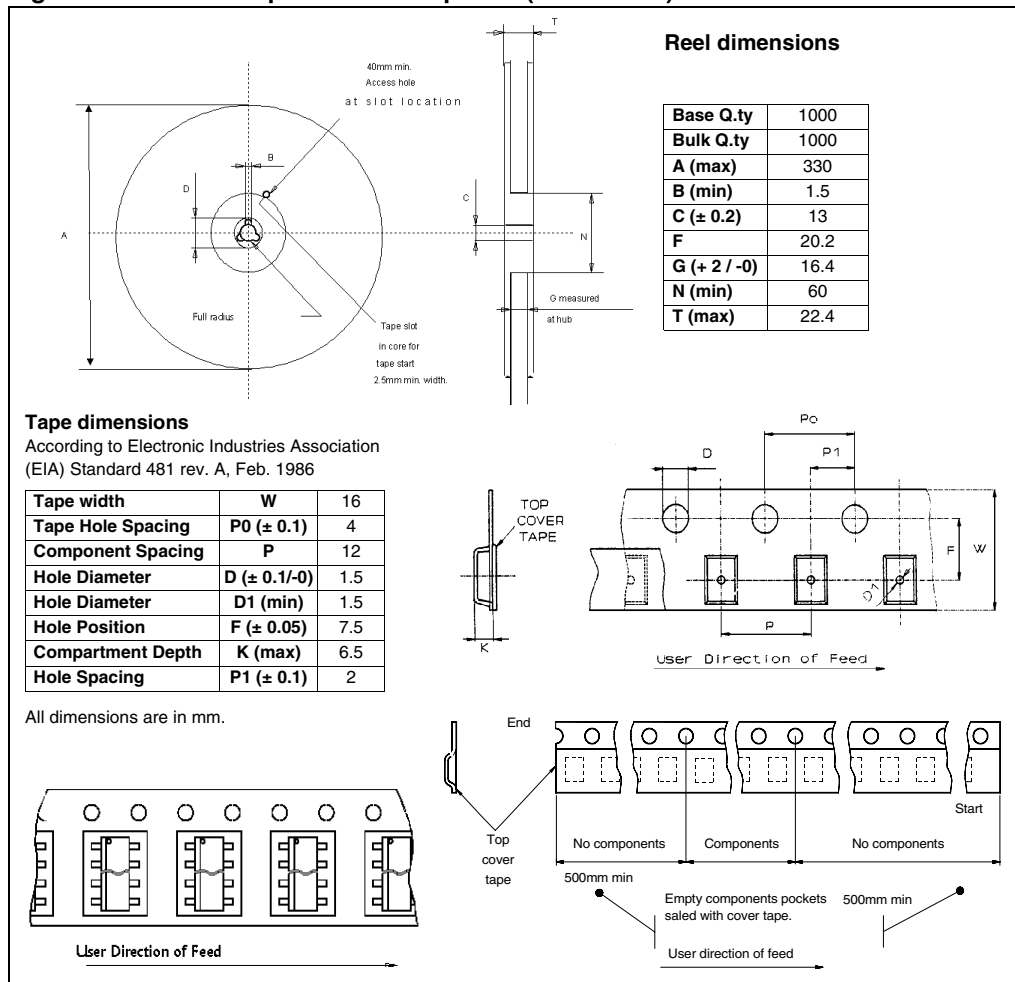 T
40mm min.
Access hole
at slot location
B
D
A
C
N
Full radius
Tape slot
in core for
tape start
2.5mm min. width.
G measured
at hub
Reel dimensions
Base Q.ty 1000
Bulk Q.ty 1000
A (max) 330
B (min) 1.5
C (± 0.2) 13
F 20.2
G (+ 2 / -0) 16.4
N (min) 60
T (max) 22.4
Tape dimensions
According to Electronic Industries Association
(EIA) Standard 481 rev. A, Feb. 1986
Tape width W 16
Tape Hole Spacing P0 (± 0.1) 4
Component Spacing P 12
Hole Diameter D (± 0.1/-0) 1.5
Hole Diameter D1 (min) 1.5
Hole Position F (± 0.05) 7.5
Compartment Depth K (max) 6.5
Hole Spacing P1 (± 0.1) 2
All dimensions are in mm.
Po
D
P1
TOP
COVER
TAPE
F
W
D1
K
P
User Direction of Feed
End
Start
Top
cover
tape
No components
Components
No components
500mm min
Empty components pockets
saled with cover tape.
500mm min
User direction of feed
User Direction of Feed